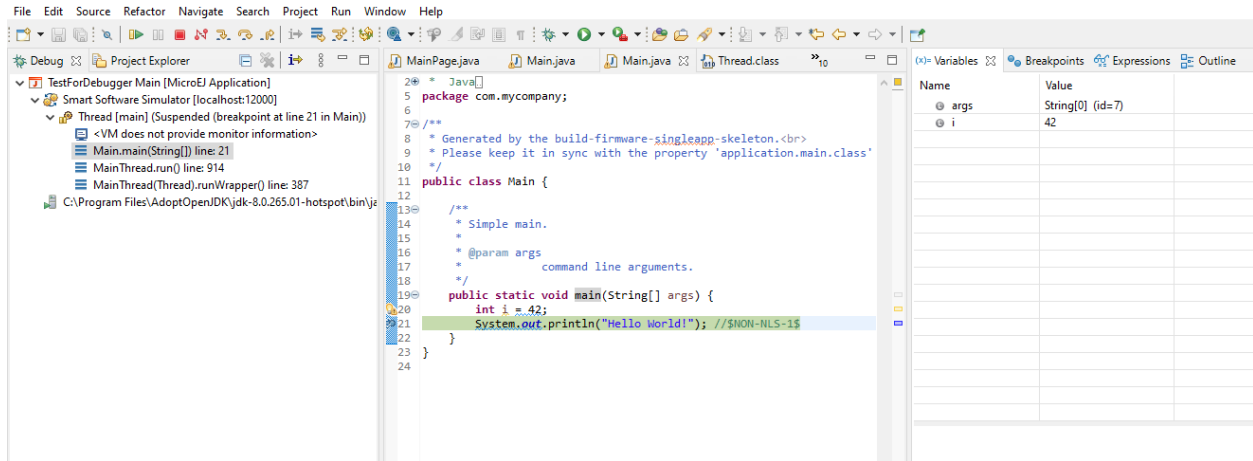 File Edit Source Refactor Navigate Search Project Run Window Help
Debug Project Explorer
TestForDebugger Main [MicroEJ Application]
Smart Software Simulator [localhost:12000]
Thread [main] (Suspended (breakpoint at line 21 in Main))
<VM does not provide monitor information>
Main.main(String[]) line: 21
MainThread.run() line: 914
MainThread(Thread).runWrapper() line: 387
C:\Program Files\AdoptOpenJDK\jdk-8.0.265.01-hotspot\bin\ja
MainPage.java Main.java Main.java Thread.class »10
2 * Java
5 package com.mycompany;
6
7 /**
8 * Generated by the build-firmware-singleapp-skeleton.<br>
9 * Please keep it in sync with the property 'application.main.class'
10 */
11 public class Main {
12
13 /**
14 * Simple main.
15 *
16 * @param args
17 * command line arguments.
18 */
19 public static void main(String[] args) {
20 int i = 42;
21 System.out.println("Hello World!"); //$NON-NLS-1$
22 }
23 }
24
(x)= Variables Breakpoints Expressions Outline
Name Value
args String[0] (id=7)
i 42